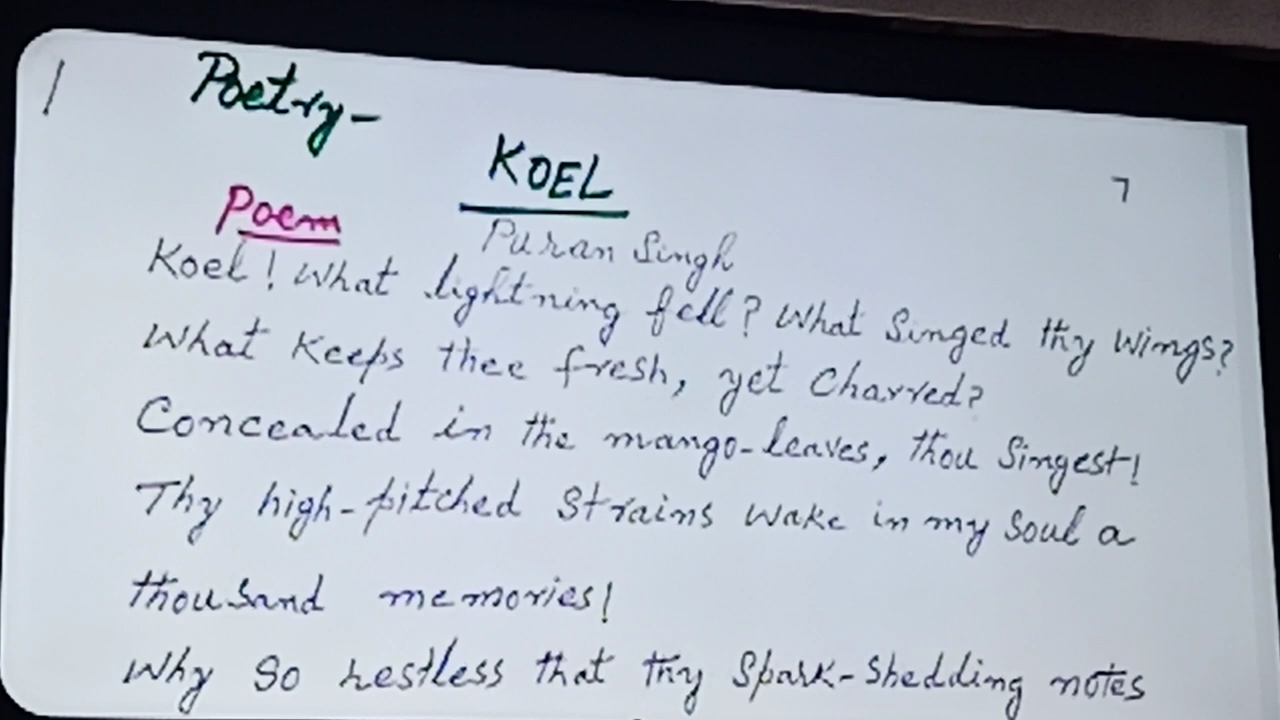 1
Poetry-
KOEL
7
Poem
Puran Singh
Koel! What lightning fell? What Singed thy Wings?
What Keeps thee fresh, yet Charred?
Concealed in the mango-leaves, thou Singest!
Thy high-pitched Strains Wake in my Soul a
thousand memories!
Why So restless that thy Spark-Shedding notes